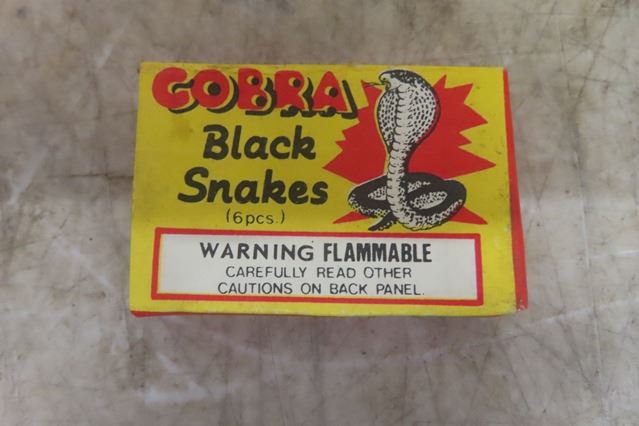 COBRA
Black
Snakes
(6pcs.)
WARNING FLAMMABLE
CAREFULLY READ OTHER
CAUTIONS ON BACK PANEL.